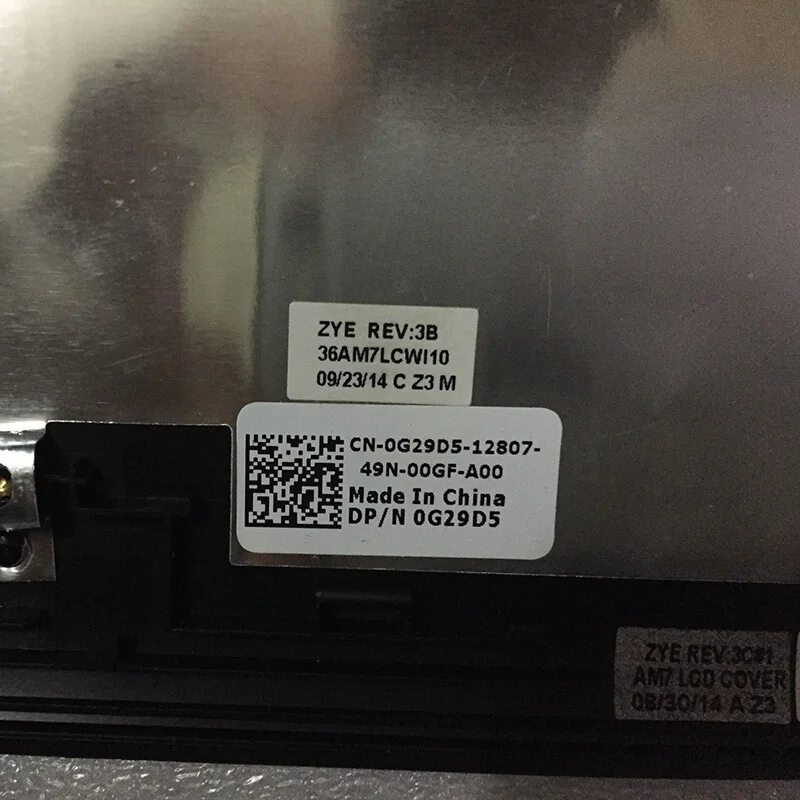 ZYE REV:3B
36AM7LCWI10
09/23/14 C Z3 M
CN-0G29D5-12807-
49N-00GF-A00
Made In China
DP/N 0G29D5
ZYE REV:3C#1
AM7 LCD COVER
08/30/14 A Z3